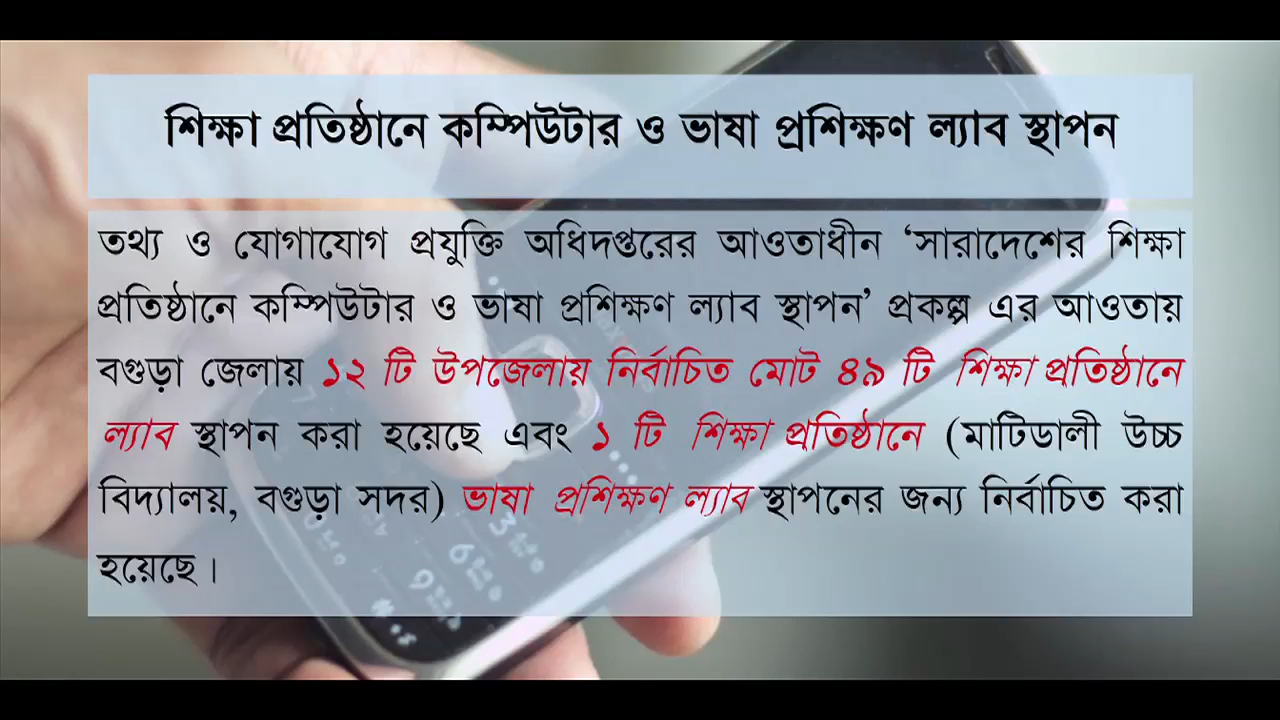 শিক্ষা প্রতিষ্ঠানে কম্পিউটার ও ভাষা প্রশিক্ষণ ল্যাব স্থাপন
তথ্য ও যোগাযোগ প্রযুক্তি অধিদপ্তরের আওতাধীন ‘সারাদেশের শিক্ষা
প্রতিষ্ঠানে কম্পিউটার ও ভাষা প্রশিক্ষণ ল্যাব স্থাপন’ প্রকল্প এর আওতায়
বগুড়া জেলায় ১২ টি উপজেলায় নির্বাচিত মোট ৪৯ টি শিক্ষা প্রতিষ্ঠানে
ল্যাব স্থাপন করা হয়েছে এবং ১ টি শিক্ষা প্রতিষ্ঠানে (মাটিডালী উচ্চ
বিদ্যালয়, বগুড়া সদর) ভাষা প্রশিক্ষণ ল্যাব স্থাপনের জন্য নির্বাচিত করা
হয়েছে।